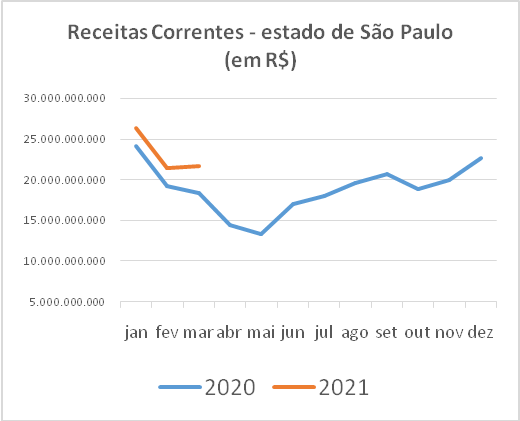 Receitas Correntes - estado de São Paulo
(em R$)
30.000.000.000
25.000.000.000
20.000.000.000
15.000.000.000
10.000.000.000
5.000.000.000
jan fev mar abr mai jun jul ago set out nov dez
2020 2021